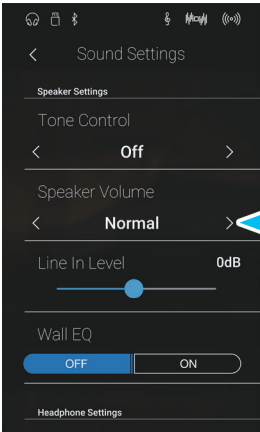 Sound Settings
Speaker Settings
Tone Control
Off
Speaker Volume
Normal
Line In Level 0dB
Wall EQ
OFF ON
Headphone Settings